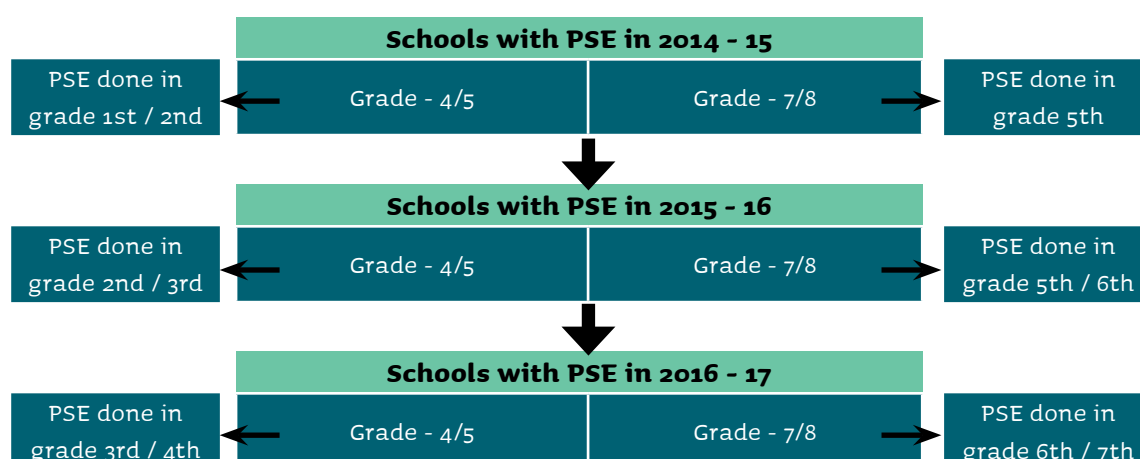 Schools with PSE in 2014 - 15
PSE done in
grade 1st / 2nd
Grade - 4/5
Grade - 7/8
PSE done in
grade 5th
Schools with PSE in 2015 - 16
PSE done in
grade 2nd / 3rd
Grade - 4/5
Grade - 7/8
PSE done in
grade 5th / 6th
Schools with PSE in 2016 - 17
PSE done in
grade 3rd / 4th
Grade - 4/5
Grade - 7/8
PSE done in
grade 6th / 7th